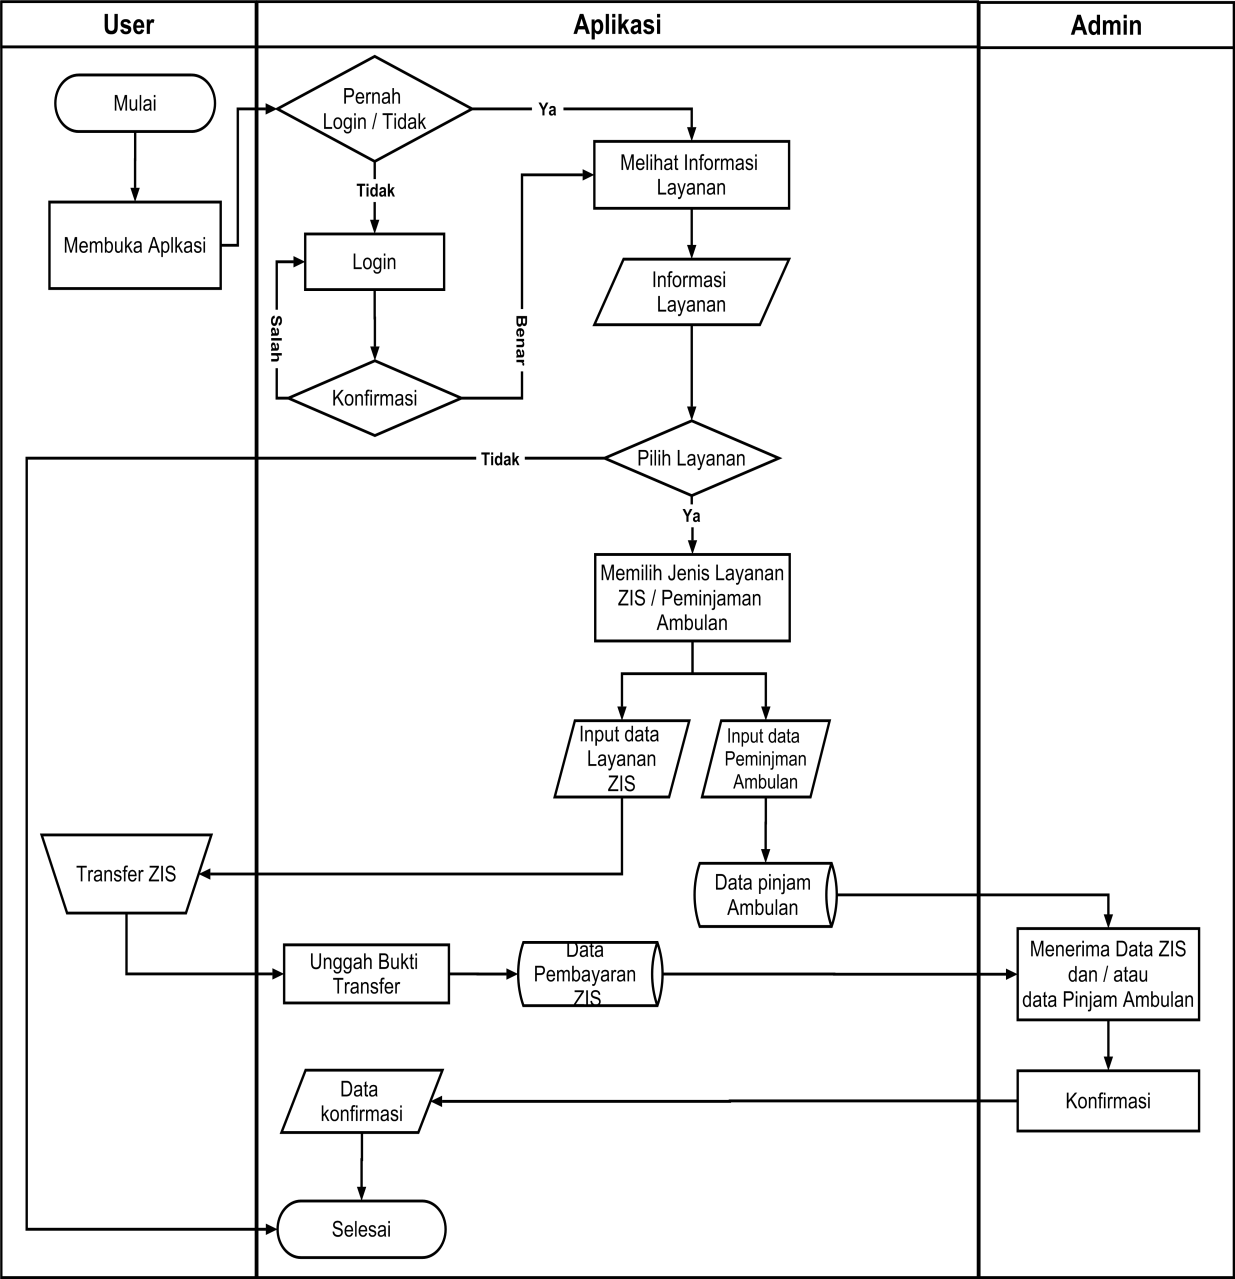 User
Aplikasi
Admin
Mulai
Membuka Aplkasi
Pernah
Login / Tidak
Ya
Tidak
Login
Salah
Konfirmasi
Benar
Melihat Informasi
Layanan
Informasi
Layanan
Pilih Layanan
Tidak
Ya
Memilih Jenis Layanan
ZIS / Peminjaman
Ambulan
Input data
Layanan
ZIS
Input data
Peminjman
Ambulan
Transfer ZIS
Data pinjam
Ambulan
Unggah Bukti
Transfer
Data
Pembayaran
ZIS
Menerima Data ZIS
dan / atau
data Pinjam Ambulan
Data
konfirmasi
Konfirmasi
Selesai